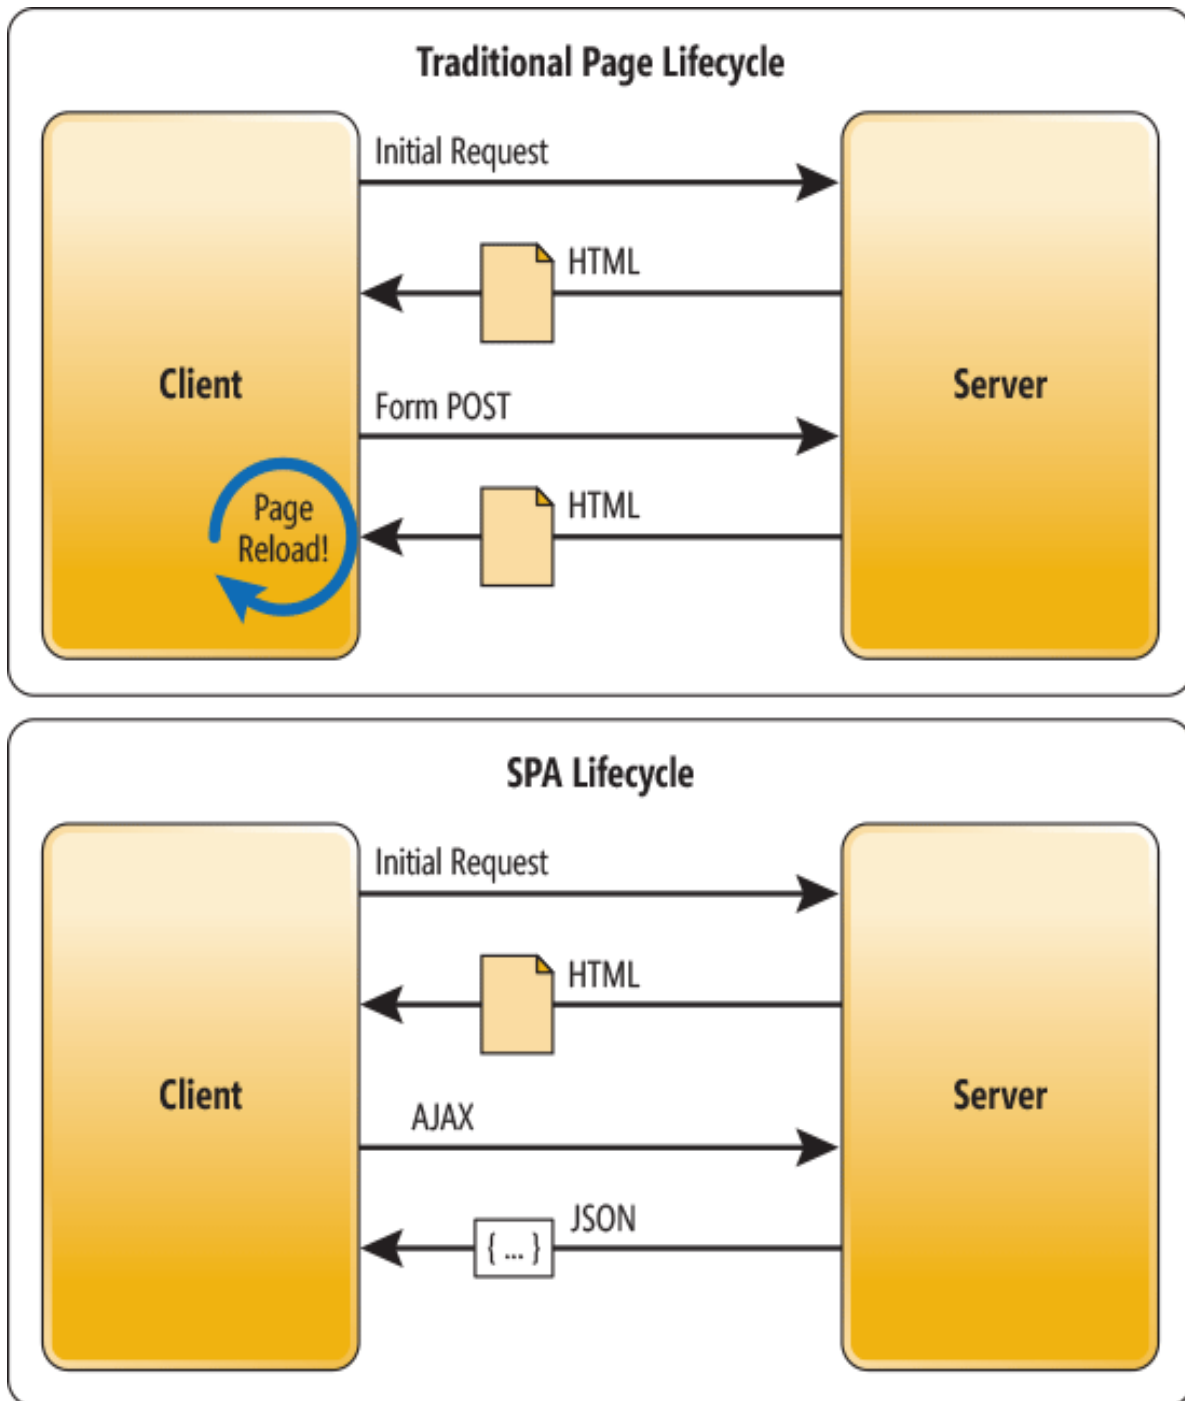 Traditional Page Lifecycle
Initial Request
HTML
Client
Server
Form POST
HTML
Page
Reload!
SPA Lifecycle
Initial Request
HTML
Client
Server
AJAX
JSON
{ ... }